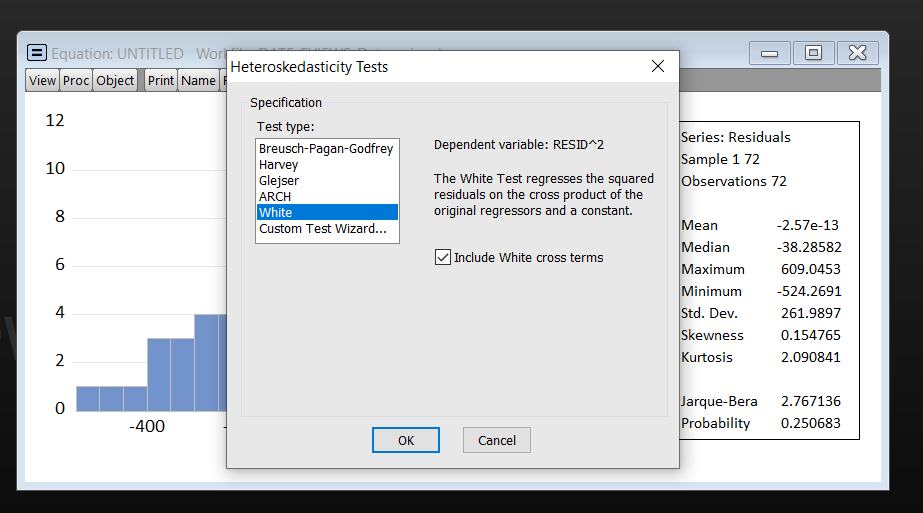 Equation: UNTITLED
Heteroskedasticity Tests
View Proc Object Print Name
Specification
Test type:
Breusch-Pagan-Godfrey
Harvey
Glejser
ARCH
White
Custom Test Wizard...
Dependent variable: RESID^2
The White Test regresses the squared
residuals on the cross product of the
original regressors and a constant.
Include White cross terms
OK
Cancel
12
10
8
6
4
2
0
-400
Series: Residuals
Sample 1 72
Observations 72
Mean -2.57e-13
Median -38.28582
Maximum 609.0453
Minimum -524.2691
Std. Dev. 261.9897
Skewness 0.154765
Kurtosis 2.090841
Jarque-Bera 2.767136
Probability 0.250683